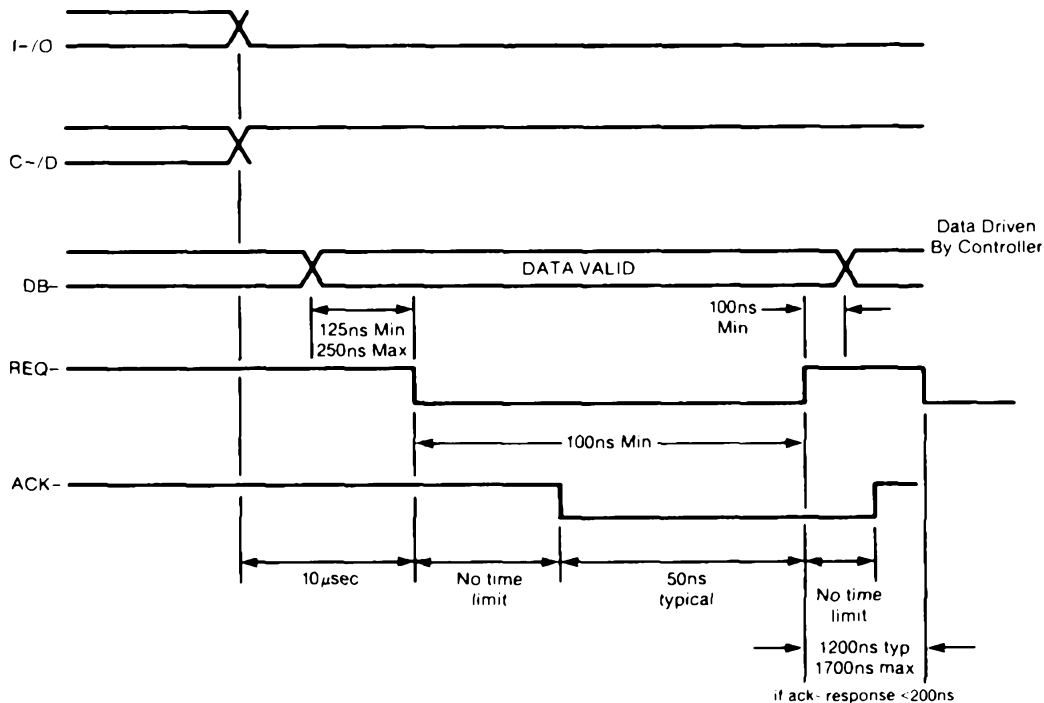 I-/O
C-/D
Data Driven
By Controller
DATA VALID
DB-
125ns Min
250ns Max
100ns
Min
REQ-
100ns Min
ACK-
10μsec
No time
limit
50ns
typical
No time
limit
1200ns typ
1700ns max
if ack- response <200ns